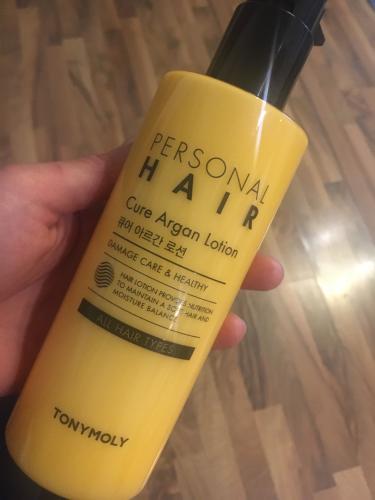 PERSONAL
HAIR
Cure Argan Lotion
큐어 아르간 로션
DAMAGE CARE & HEALTHY
HAIR LOTION PROVIDES NUTRITION
TO MAINTAIN A SOFT HAIR AND
MOISTURE BALANCE
ALL HAIR TYPES
TONYMOLY